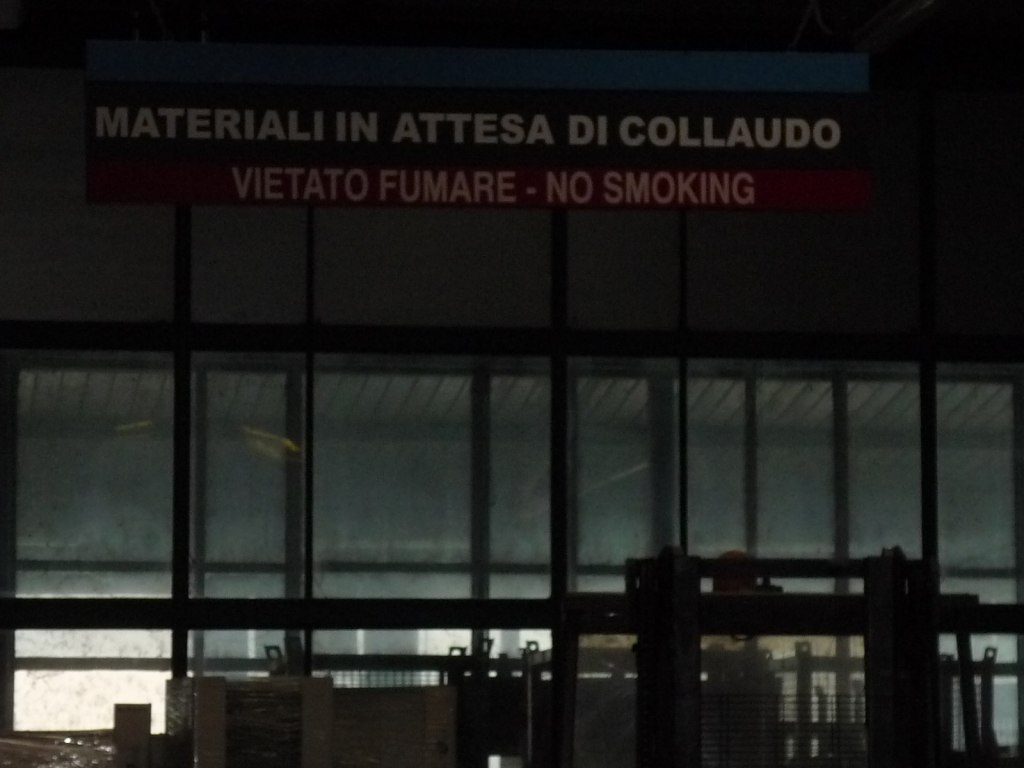 MATERIALI IN ATTESA DI COLLAUDO
VIETATO FUMARE - NO SMOKING